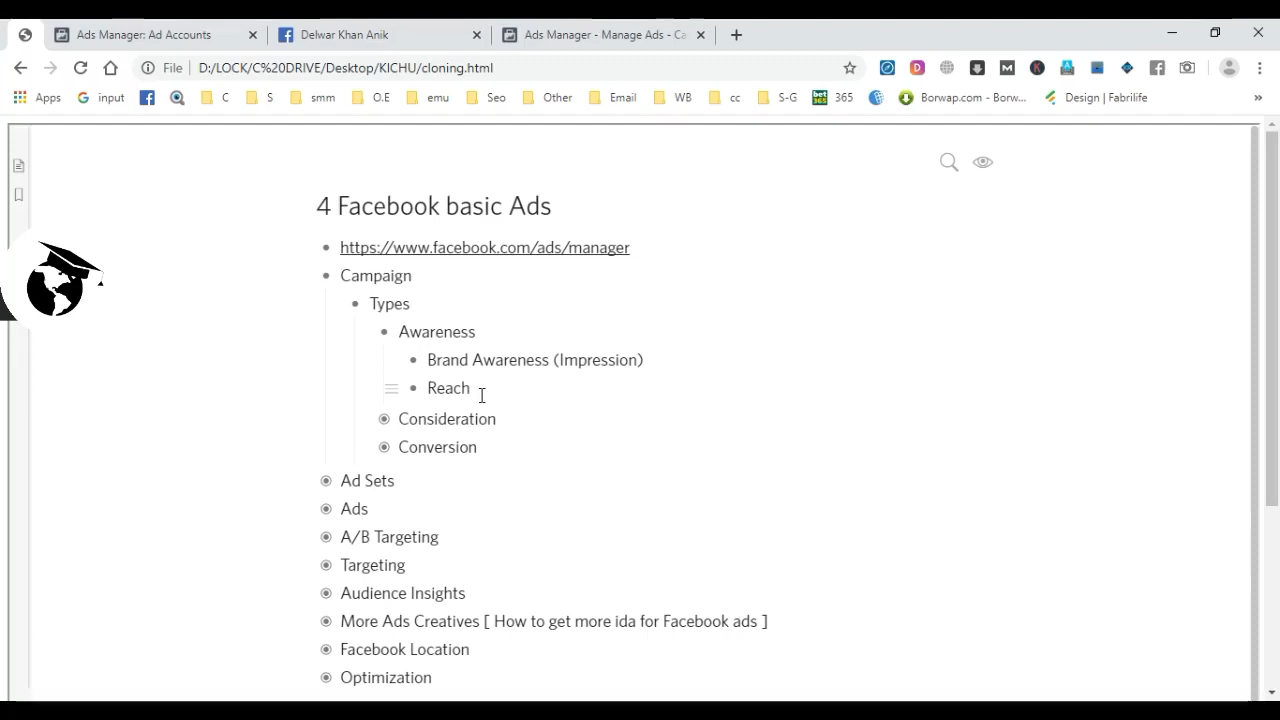 Ads Manager: Ad Accounts
Delwar Khan Anik
Ads Manager - Manage Ads - Ca
File
D:/LOCK/C%20DRIVE/Desktop/KICHU/cloning.html
Apps
input
C
S
smm
O.E
emu
Seo
Other
Email
WB
cc
S-G
bet365
365
Borwap.com - Borw...
Design | Fabrilife
»
4 Facebook basic Ads
https://www.facebook.com/ads/manager
Campaign
Types
Awareness
Brand Awareness (Impression)
Reach
Consideration
Conversion
Ad Sets
Ads
A/B Targeting
Targeting
Audience Insights
More Ads Creatives [ How to get more ida for Facebook ads ]
Facebook Location
Optimization